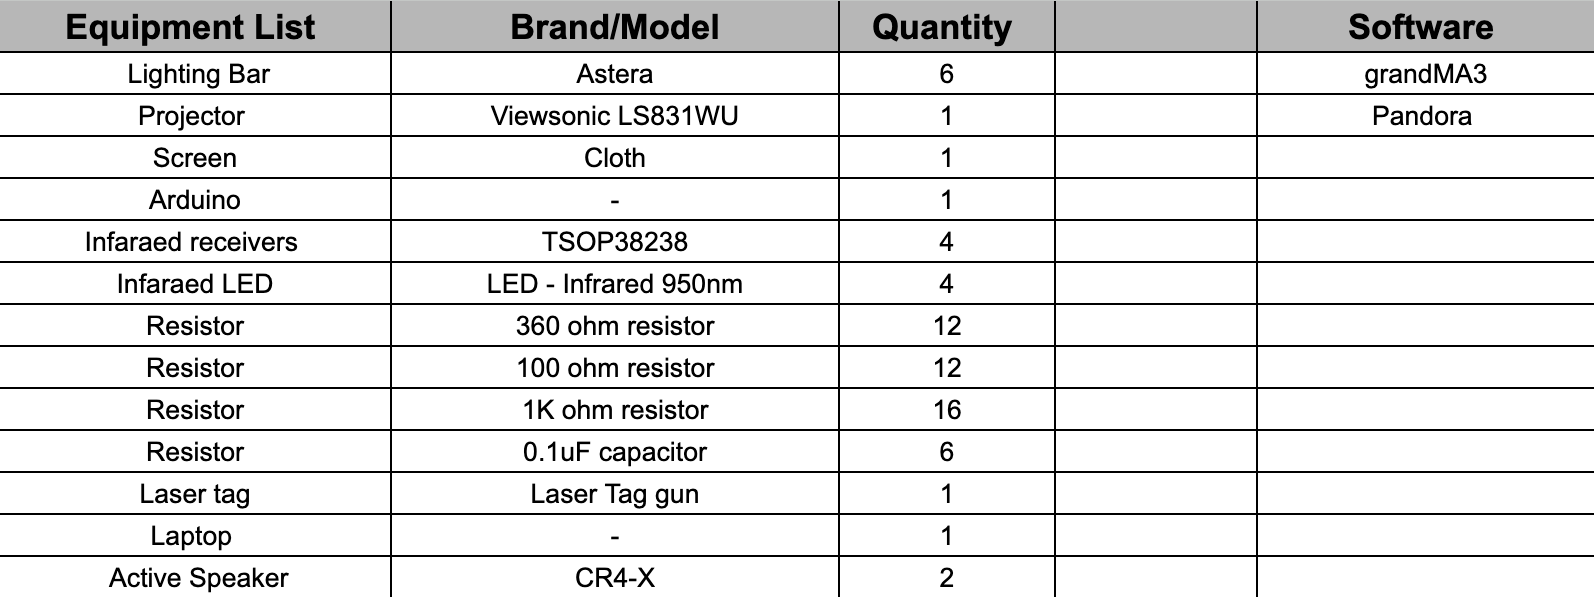 Equipment List Brand/Model Quantity Software
Lighting Bar Astera 6 grandMA3
Projector Viewsonic LS831WU 1 Pandora
Screen Cloth 1
Arduino - 1
Infaraed receivers TSOP38238 4
Infaraed LED LED - Infrared 950nm 4
Resistor 360 ohm resistor 12
Resistor 100 ohm resistor 12
Resistor 1K ohm resistor 16
Resistor 0.1uF capacitor 6
Laser tag Laser Tag gun 1
Laptop - 1
Active Speaker CR4-X 2